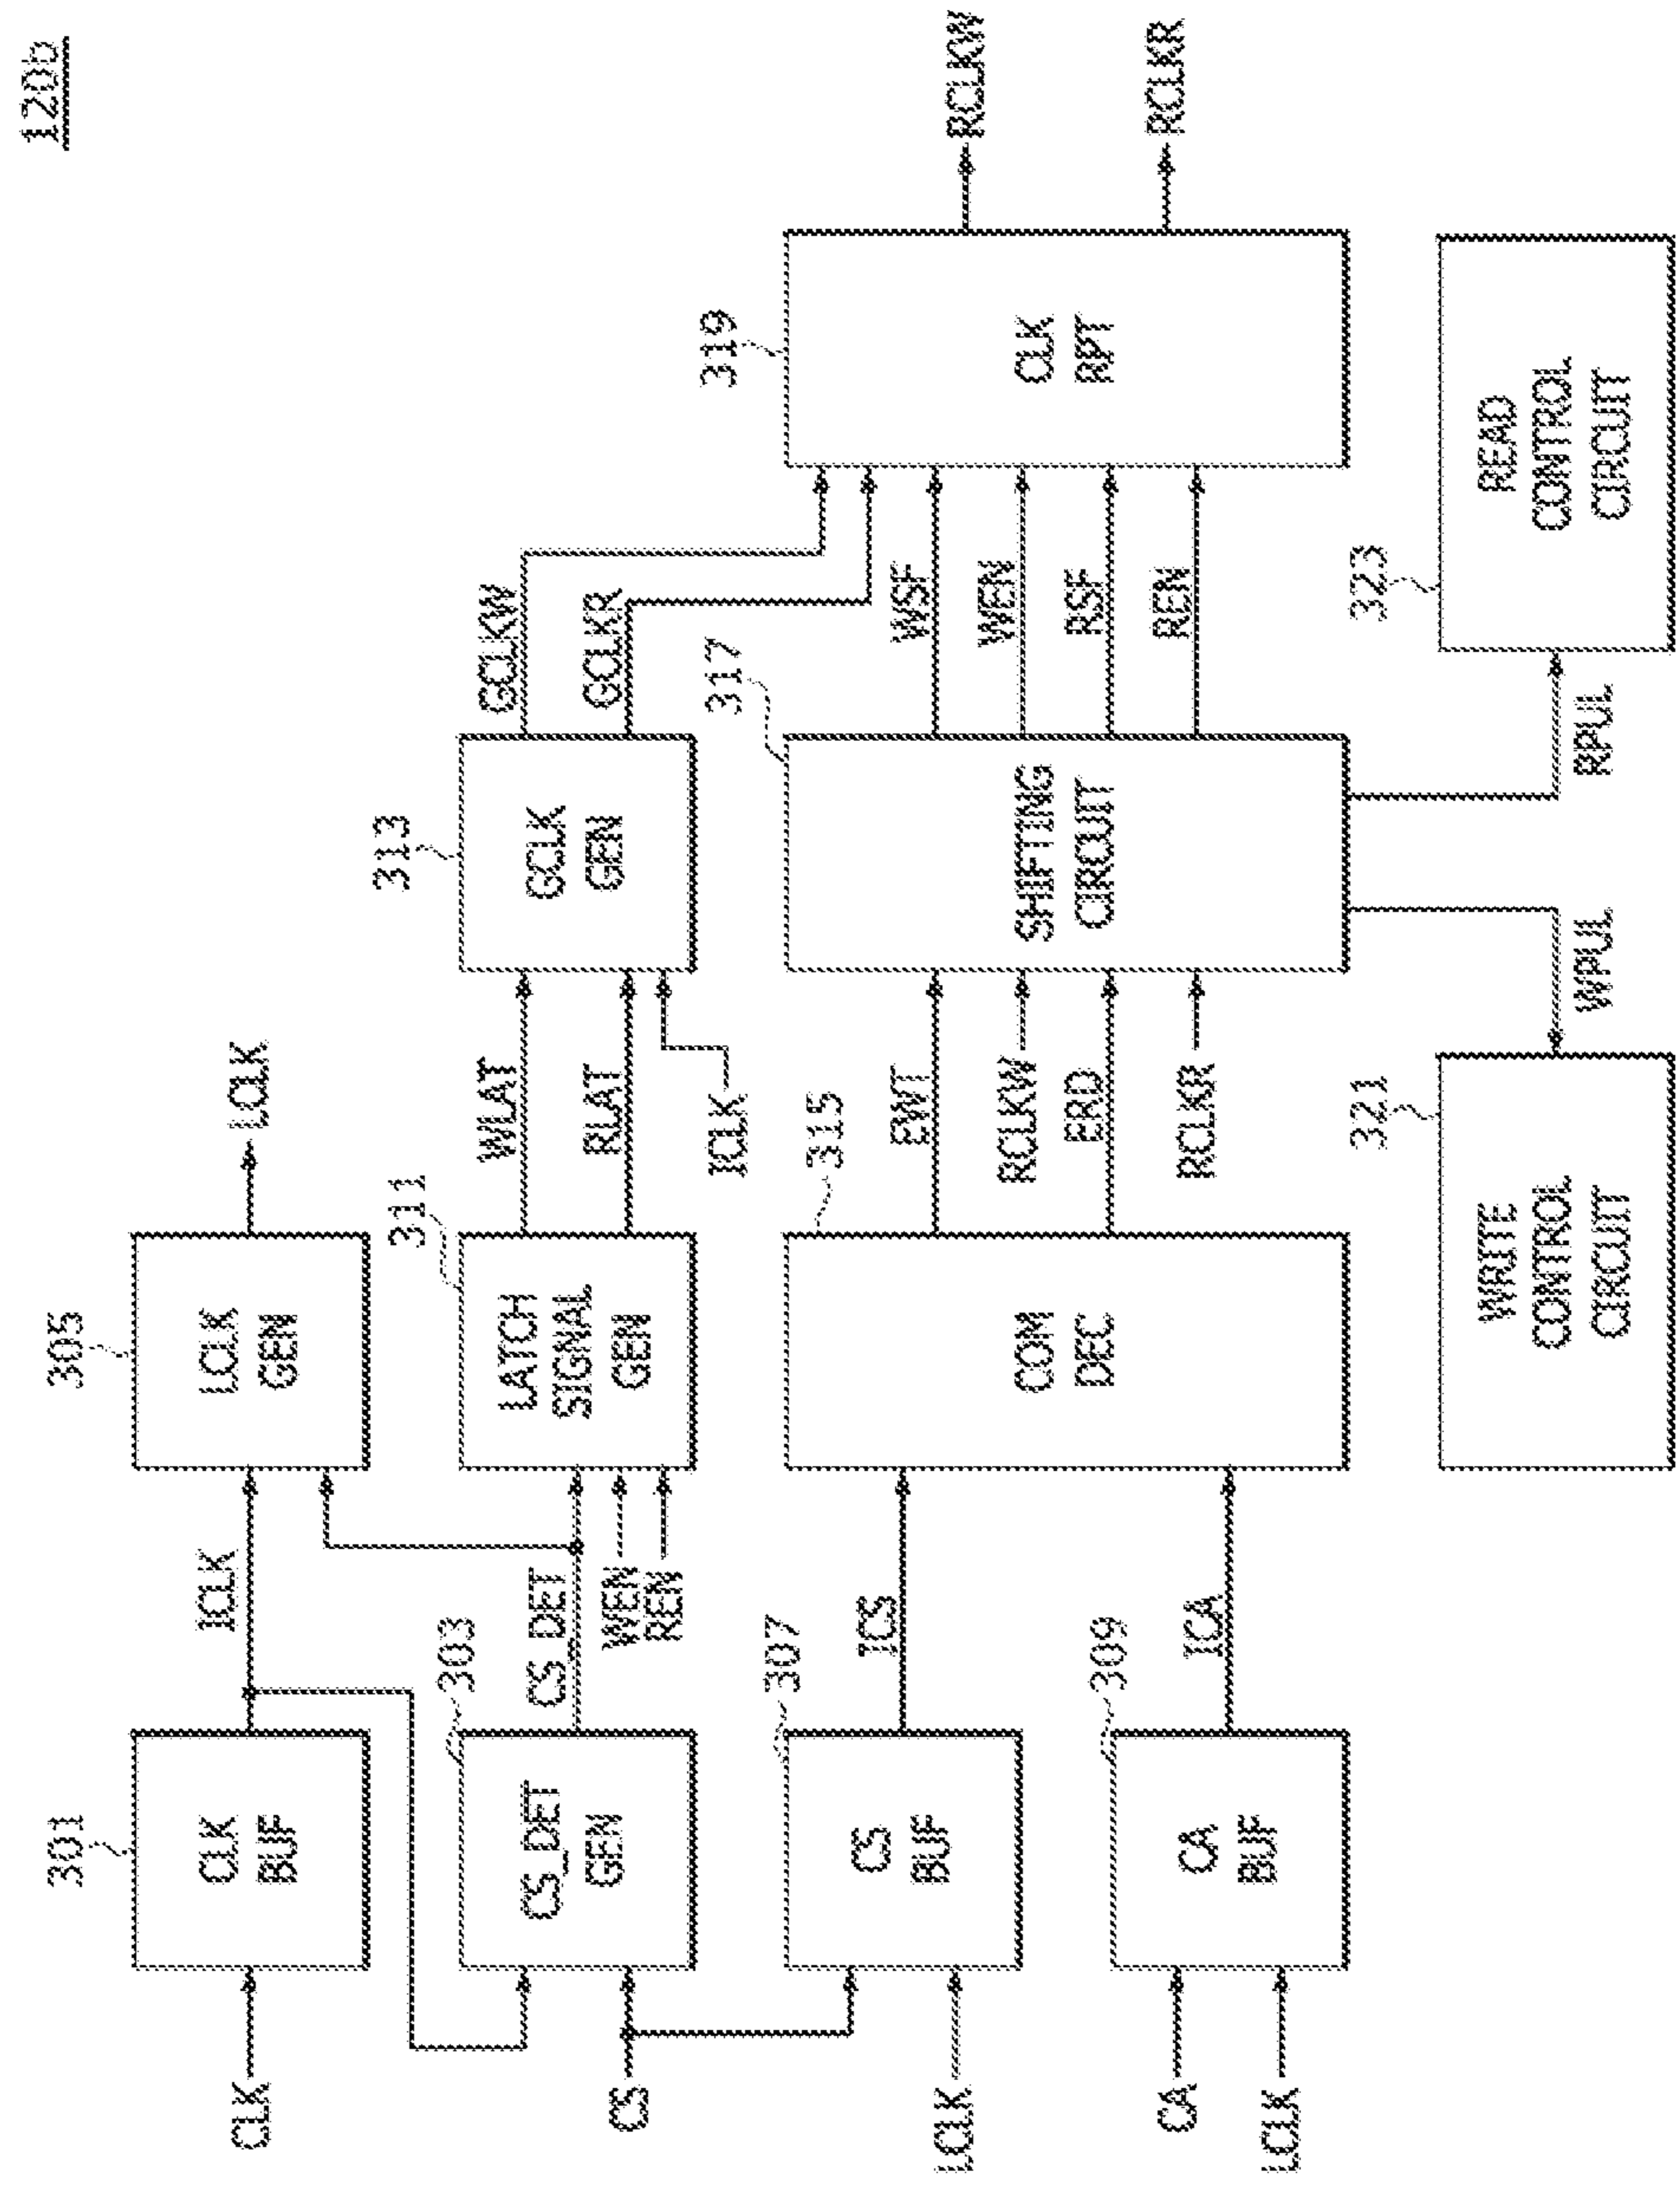 120b
301
CLK
BUF
CLK
ICLK
305
LCLK
GEN
LCLK
303
CS_DET
GEN
CS
CS_DET
WEN
REN
311
LATCH
SIGNAL
GEN
WLAT
RLAT
ICLK
313
GCLK
GEN
GCLKW
GCLKR
307
CS
BUF
LCLK
ICS
309
CA
BUF
CA
LCLK
ICA
315
COM
DEC
EWT
RCLKW
ERD
RCLKR
317
SHIFTING
CIRCUIT
WSF
WEN
RSF
REN
319
CLK
RPT
RCLKW
RCLKR
321
WRITE
CONTROL
CIRCUIT
WPUL
RPUL
323
READ
CONTROL
CIRCUIT